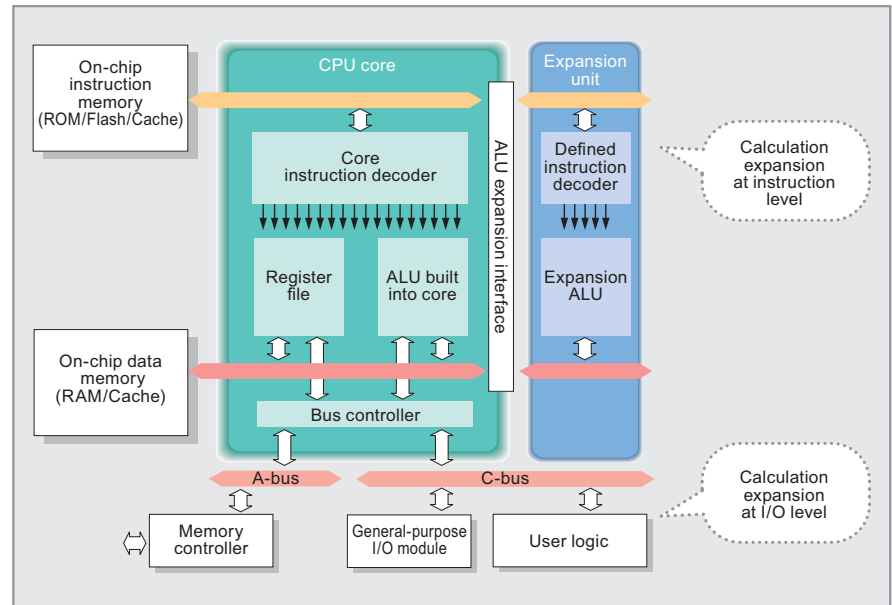 On-chip
instruction
memory
(ROM/Flash/Cache)
CPU core
Expansion
unit
Core
instruction decoder
ALU expansion interface
Defined
instruction
decoder
Calculation
expansion
at instruction
level
Register
file
ALU built
into core
Expansion
ALU
On-chip data
memory
(RAM/Cache)
Bus controller
A-bus
C-bus
Calculation
expansion
at I/O level
Memory
controller
General-purpose
I/O module
User logic